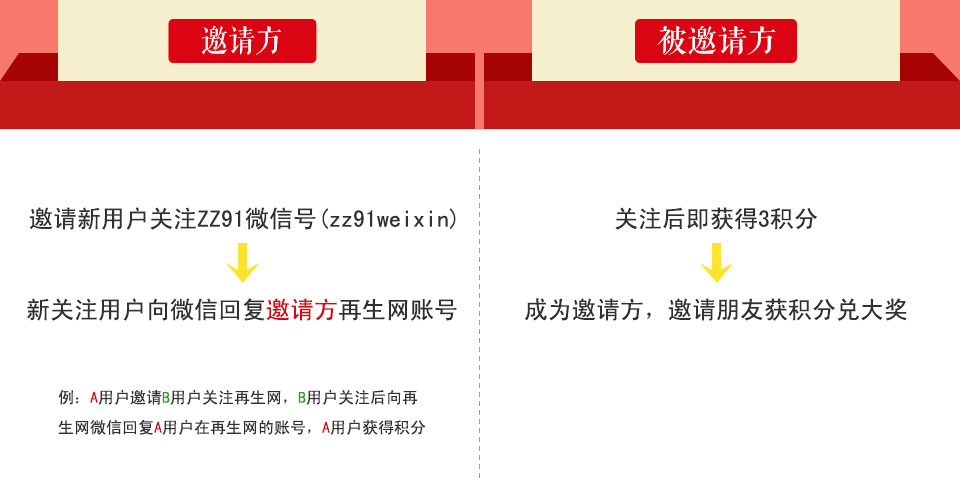 邀请方
邀请新用户关注ZZ91微信号(zz91weixin)
新关注用户向微信回复邀请方再生网账号
例：A用户邀请B用户关注再生网，B用户关注后向再
生网微信回复A用户在再生网的账号，A用户获得积分
被邀请方
关注后即获得3积分
成为邀请方，邀请朋友获积分兑大奖